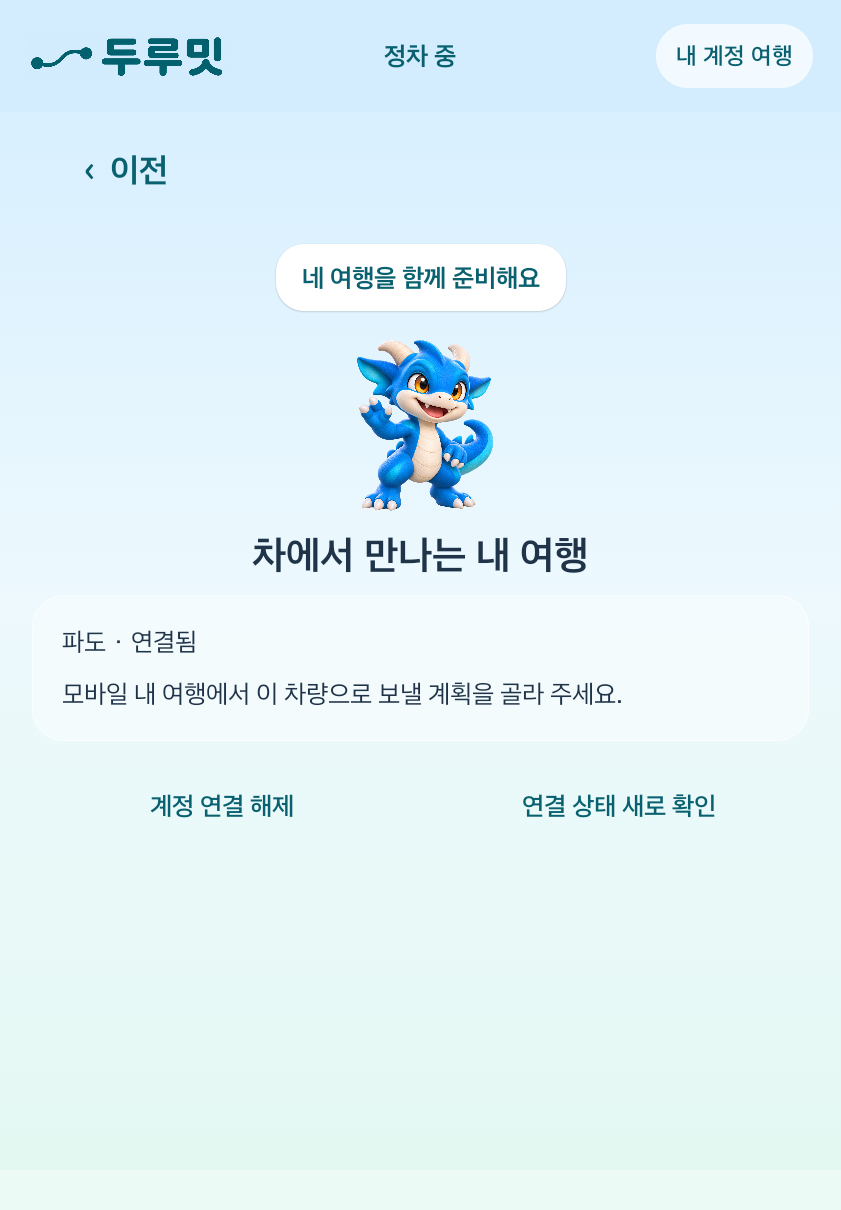 두루밋
정차 중
내 계정 여행
‹ 이전
네 여행을 함께 준비해요
차에서 만나는 내 여행
파도 · 연결됨
모바일 내 여행에서 이 차량으로 보낼 계획을 골라 주세요.
계정 연결 해제
연결 상태 새로 확인